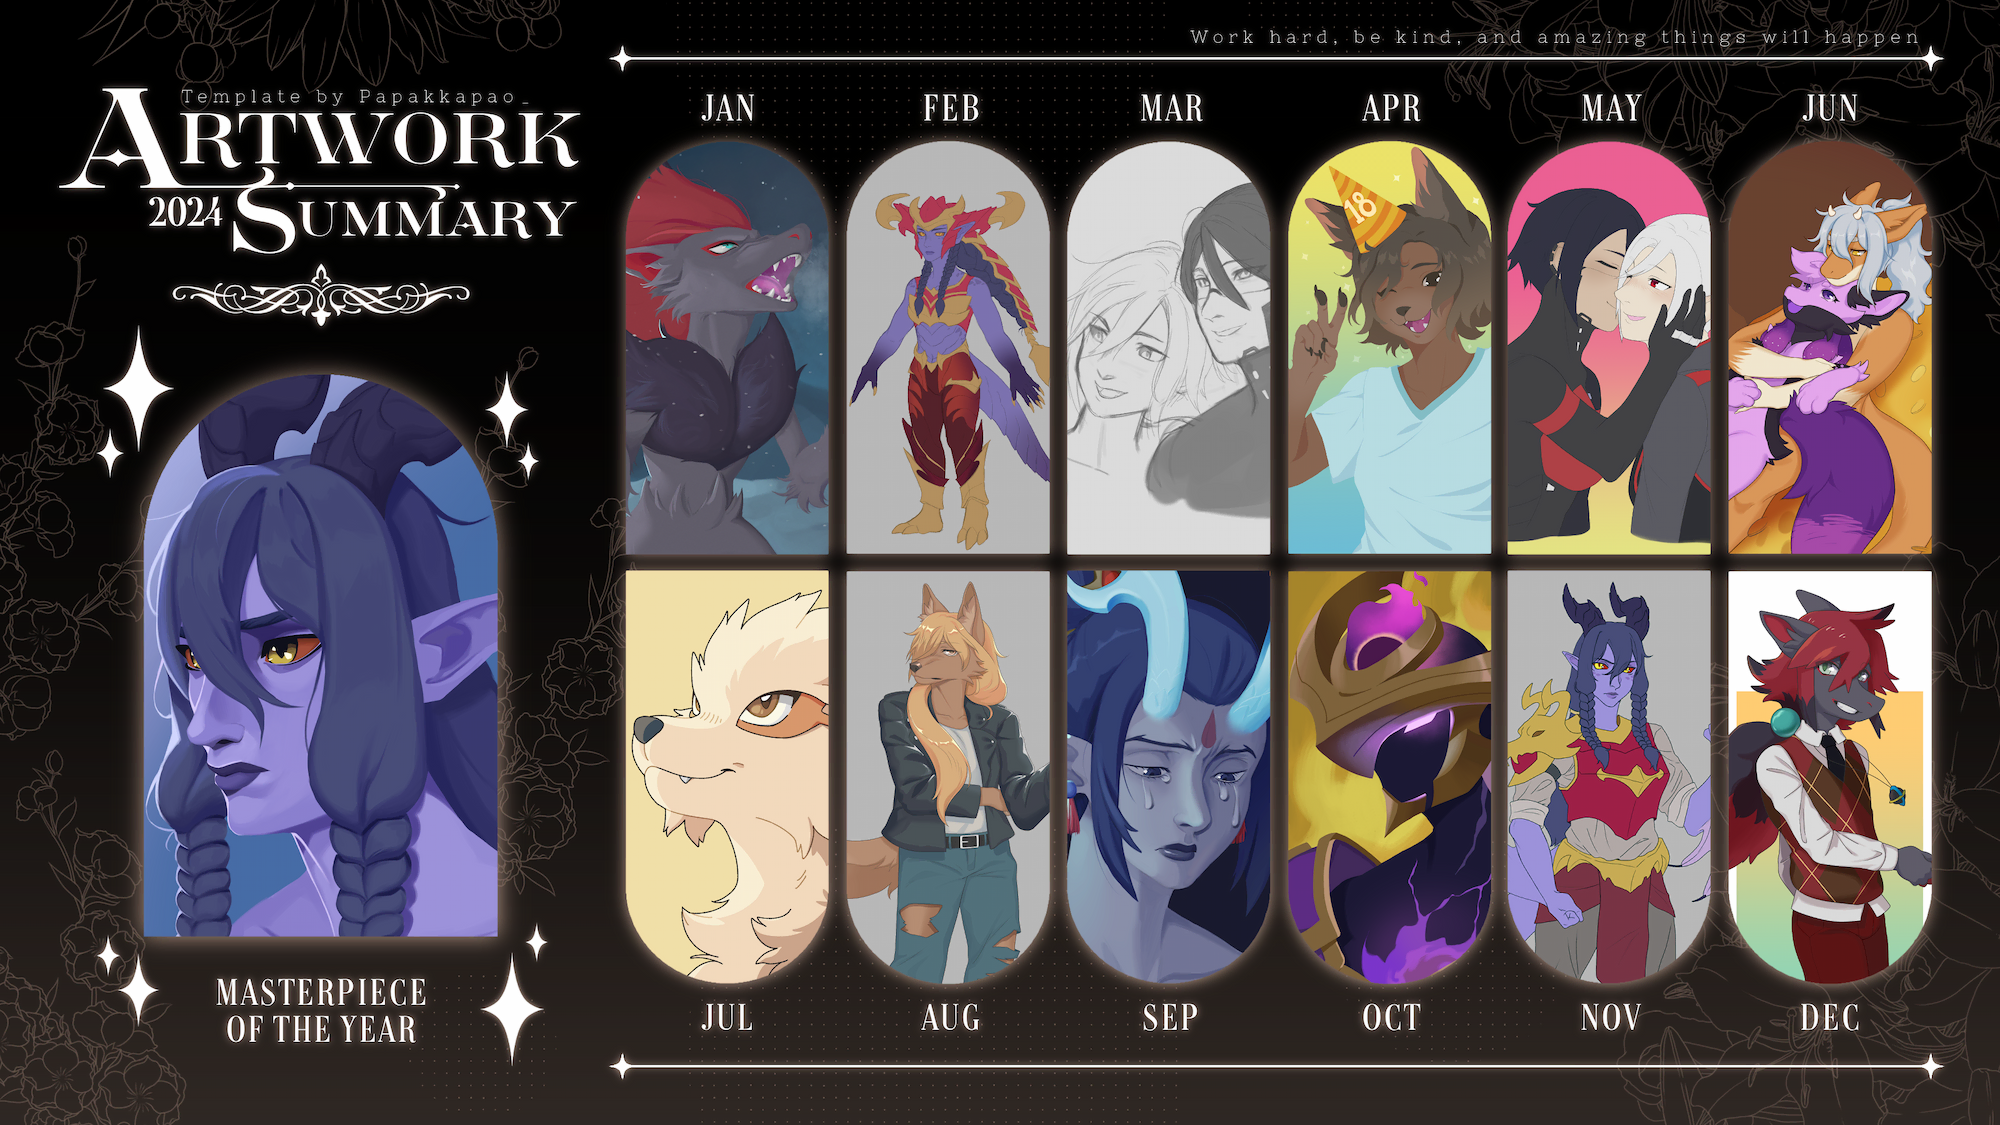 Work hard, be kind, and amazing things will happen
Template by Papakkapao_
ARTWORK
2024 SUMMARY
MASTERPIECE
OF THE YEAR
JAN FEB MAR APR MAY JUN
18
JUL AUG SEP OCT NOV DEC